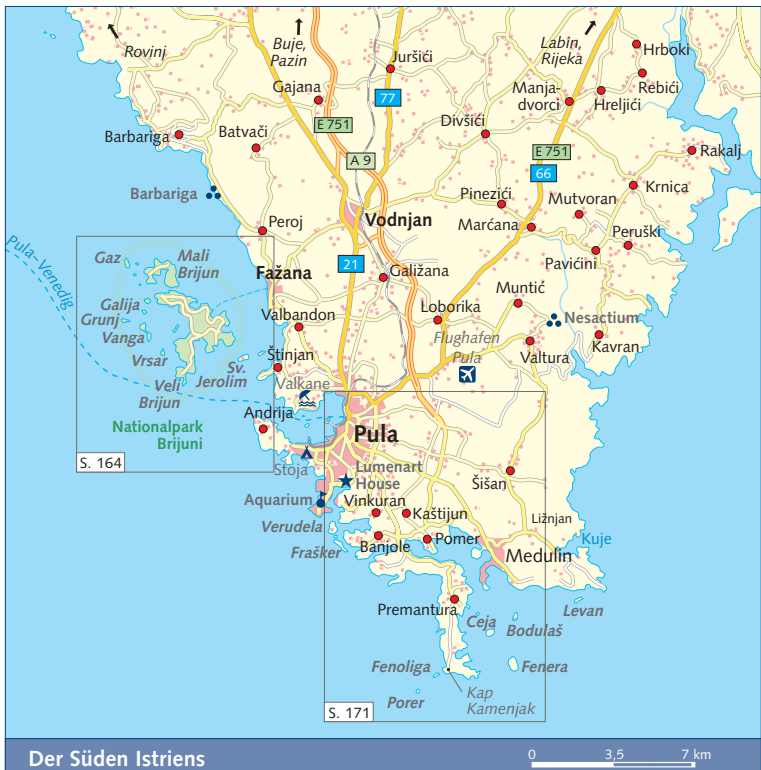 Rovinj
Buje,
Pazin
Labin,
Rijeka
Hrboki
Juršići
Rebići
Gajana
77
Manja-
dvorci
Hreljići
E 751
Divšići
Barbariga
Batvači
A 9
E 751
Rakalj
66
Krnica
Barbariga
Pinezići
Mutvoran
Vodnjan
Peroj
Marčana
Peruški
Pula–Venedig
Gaz
Mali
Brijun
Pavićini
21
Fažana
Galižana
Muntić
Galija
Grunj
Vanga
Valbandon
Loborika
Nesactium
Flughafen
Pula
Kavran
Vrsar
Sv.
Jerolim
Štinjan
Valtura
Veli
Brijun
Valkane
Andrija
Nationalpark
Brijuni
Pula
S. 164
Stoja
Lumenart
House
Šišan
Aquarium
Vinkuran
Kaštijun
Ližnjan
Verudela
Kuje
Frašker
Banjole
Pomer
Medulin
Premantura
Levan
Ceja
Bodulaš
Fenoliga
Fenera
Kap
Kamenjak
Porer
S. 171
Der Süden Istriens
0 3,5 7 km